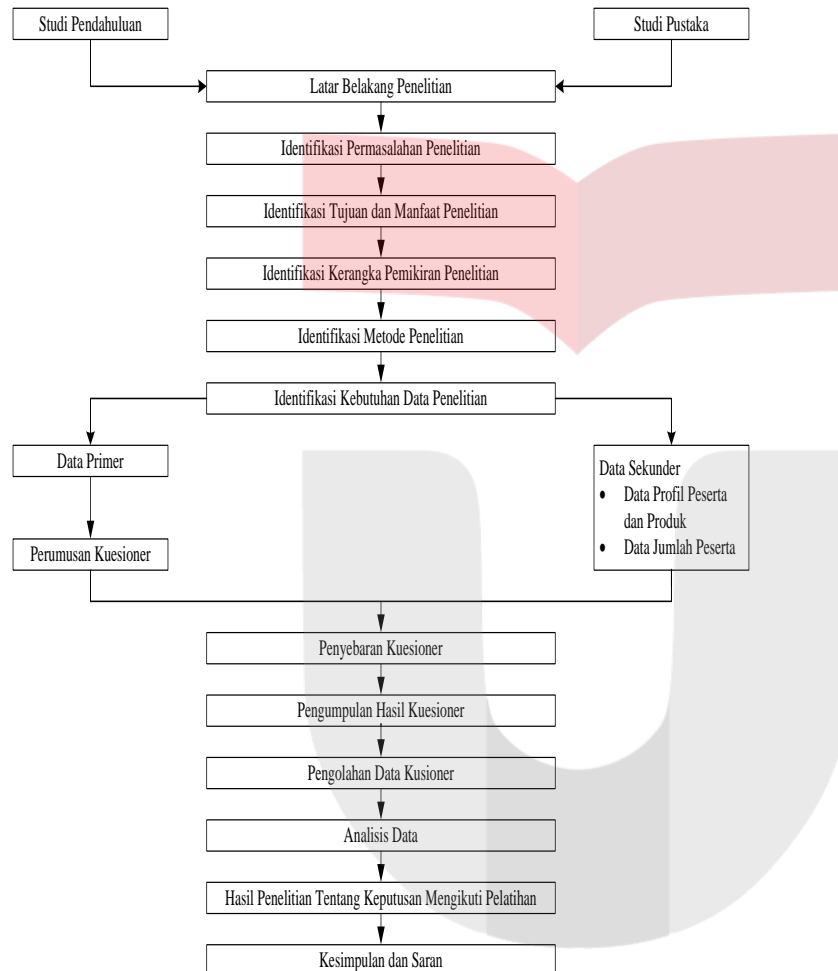 Studi Pendahuluan
Studi Pustaka
Latar Belakang Penelitian
Identifikasi Permasalahan Penelitian
Identifikasi Tujuan dan Manfaat Penelitian
Identifikasi Kerangka Pemikiran Penelitian
Identifikasi Metode Penelitian
Identifikasi Kebutuhan Data Penelitian
Data Primer
Perumusan Kuesioner
Data Sekunder
• Data Profil Peserta
dan Produk
• Data Jumlah Peserta
Penyebaran Kuesioner
Pengumpulan Hasil Kuesioner
Pengolahan Data Kusioner
Analisis Data
Hasil Penelitian Tentang Keputusan Mengikuti Pelatihan
Kesimpulan dan Saran